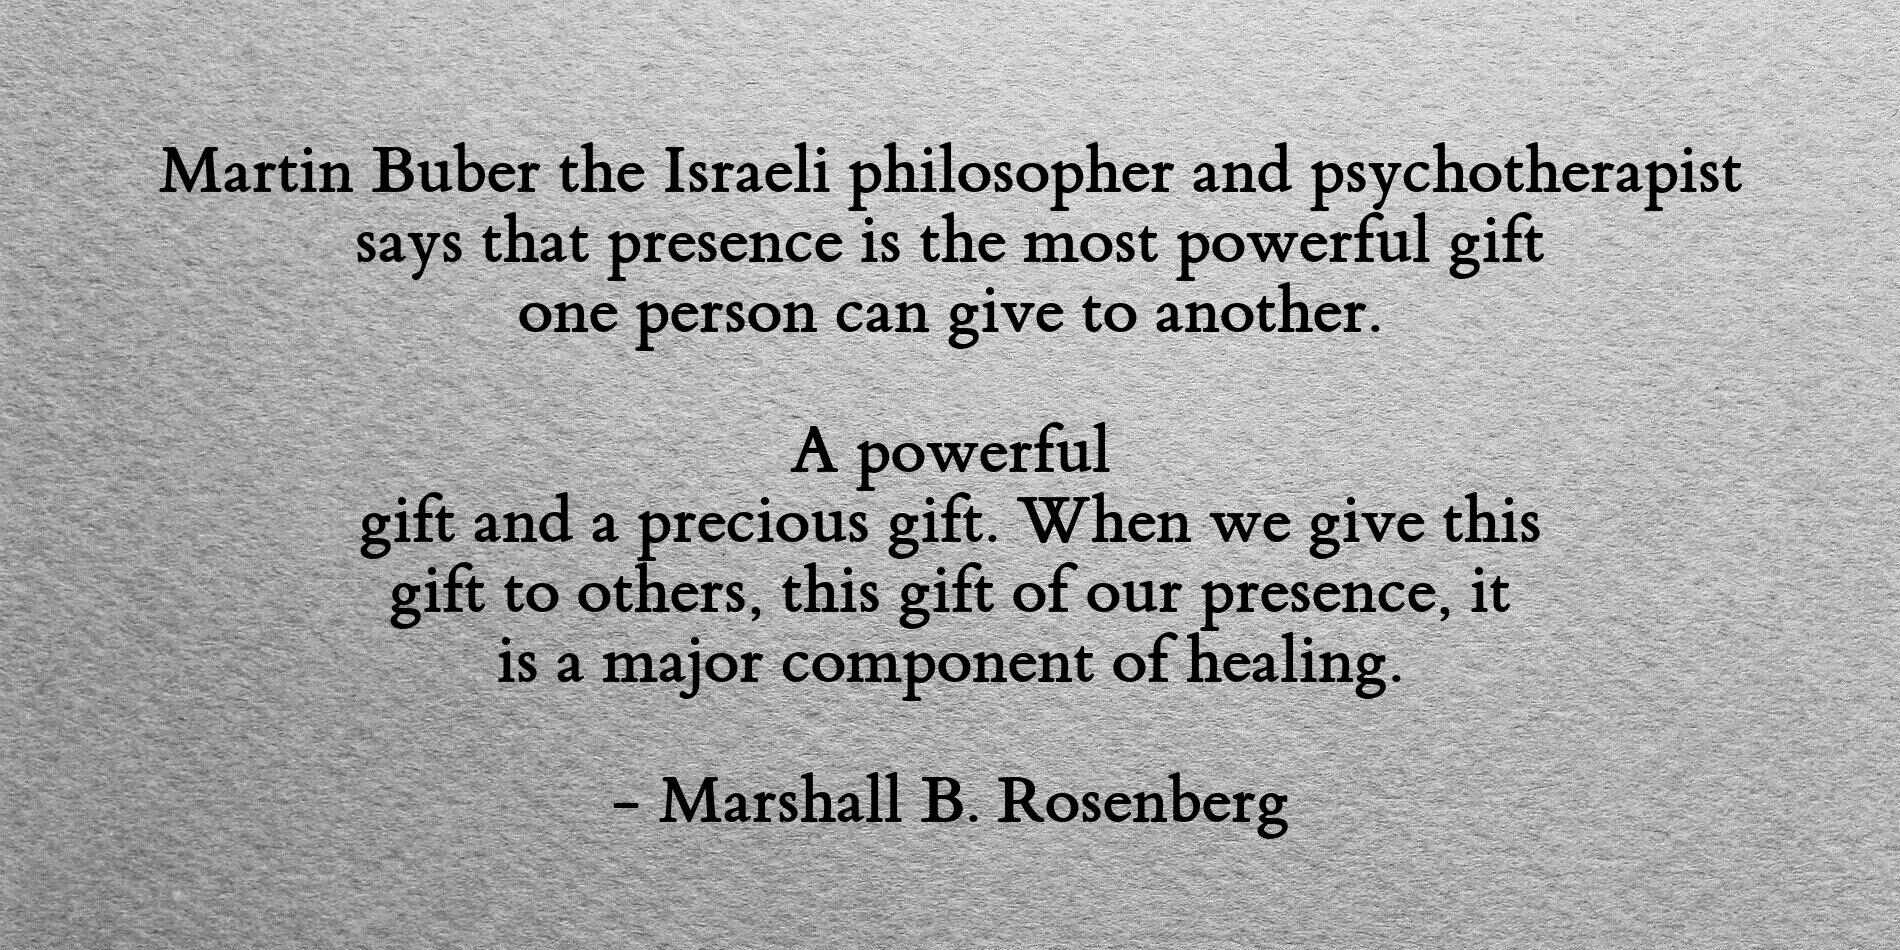 Martin Buber the Israeli philosopher and psychotherapist
says that presence is the most powerful gift
one person can give to another.
A powerful
gift and a precious gift. When we give this
gift to others, this gift of our presence, it
is a major component of healing.
- Marshall B. Rosenberg